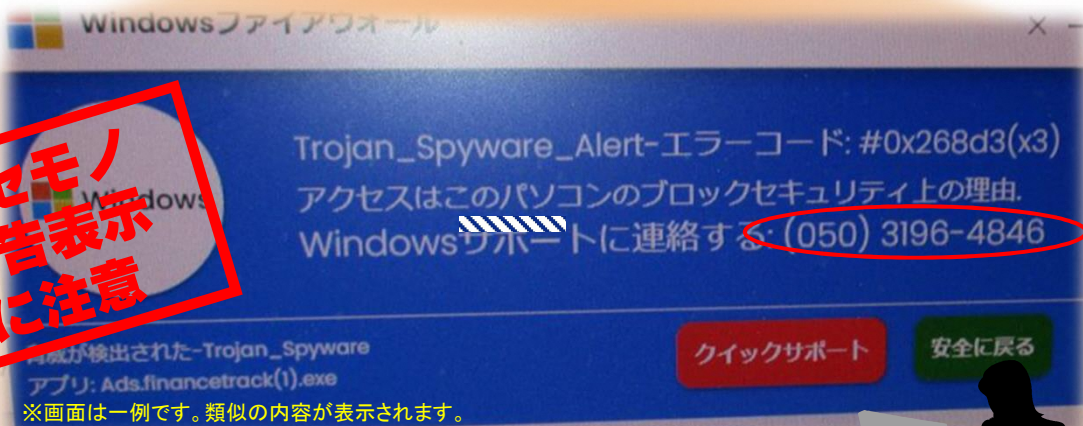 Windowsファイアウォール
Windows
Trojan_Spyware_Alert-エラーコード: #0x268d3(x3)
アクセスはこのパソコンのブロックセキュリティ上の理由.
Windowsサポートに連絡する: (050) 3196-4846
セモノ
告表示
に注意
脅威が検出された-Trojan_Spyware
アプリ: Ads.financetrack(1).exe
クイックサポート
安全に戻る
※画面は一例です。類似の内容が表示されます。